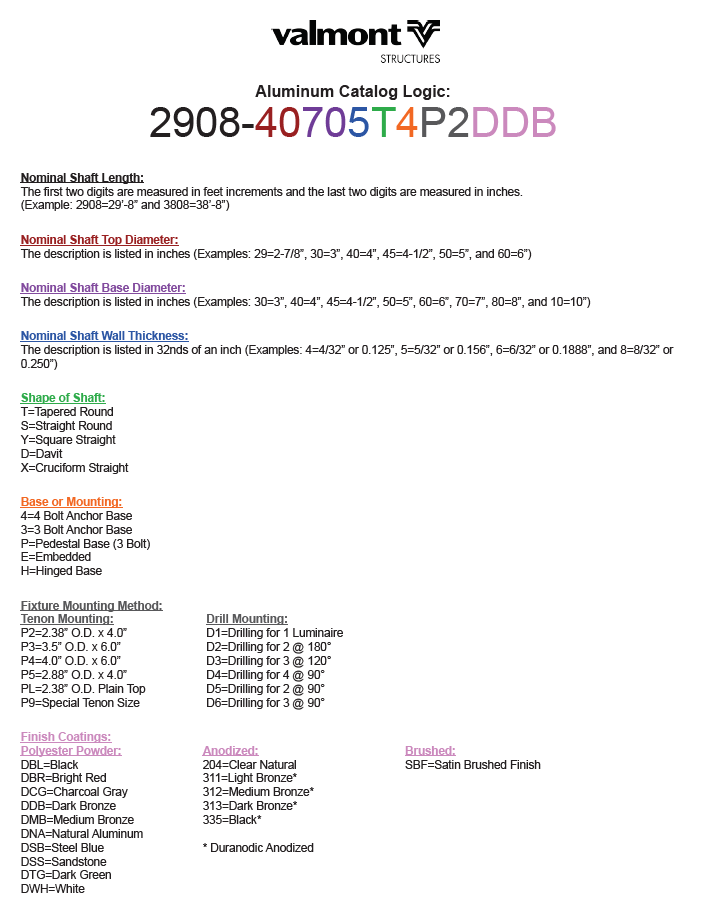 valmont
STRUCTURES
Aluminum Catalog Logic:
2908-40705T4P2DDB
Nominal Shaft Length:
The first two digits are measured in feet increments and the last two digits are measured in inches.
(Example: 2908=29’-8” and 3808=38’-8”)
Nominal Shaft Top Diameter:
The description is listed in inches (Examples: 29=2-7/8”, 30=3”, 40=4”, 45=4-1/2”, 50=5”, and 60=6”)
Nominal Shaft Base Diameter:
The description is listed in inches (Examples: 30=3”, 40=4”, 45=4-1/2”, 50=5”, 60=6”, 70=7”, 80=8”, and 10=10”)
Nominal Shaft Wall Thickness:
The description is listed in 32nds of an inch (Examples: 4=4/32” or 0.125”, 5=5/32” or 0.156”, 6=6/32” or 0.1888”, and 8=8/32” or
0.250”)
Shape of Shaft:
T=Tapered Round
S=Straight Round
Y=Square Straight
D=Davit
X=Cruciform Straight
Base or Mounting:
4=4 Bolt Anchor Base
3=3 Bolt Anchor Base
P=Pedestal Base (3 Bolt)
E=Embedded
H=Hinged Base
Fixture Mounting Method:
Tenon Mounting:
P2=2.38” O.D. x 4.0”
P3=3.5” O.D. x 6.0”
P4=4.0” O.D. x 6.0”
P5=2.88” O.D. x 4.0”
PL=2.38” O.D. Plain Top
P9=Special Tenon Size
Drill Mounting:
D1=Drilling for 1 Luminaire
D2=Drilling for 2 @ 180°
D3=Drilling for 3 @ 120°
D4=Drilling for 4 @ 90°
D5=Drilling for 2 @ 90°
D6=Drilling for 3 @ 90°
Finish Coatings:
Polyester Powder:
DBL=Black
DBR=Bright Red
DCG=Charcoal Gray
DDB=Dark Bronze
DMB=Medium Bronze
DNA=Natural Aluminum
DSB=Steel Blue
DSS=Sandstone
DTG=Dark Green
DWH=White
Anodized:
204=Clear Natural
311=Light Bronze*
312=Medium Bronze*
313=Dark Bronze*
335=Black*
* Duranodic Anodized
Brushed:
SBF=Satin Brushed Finish